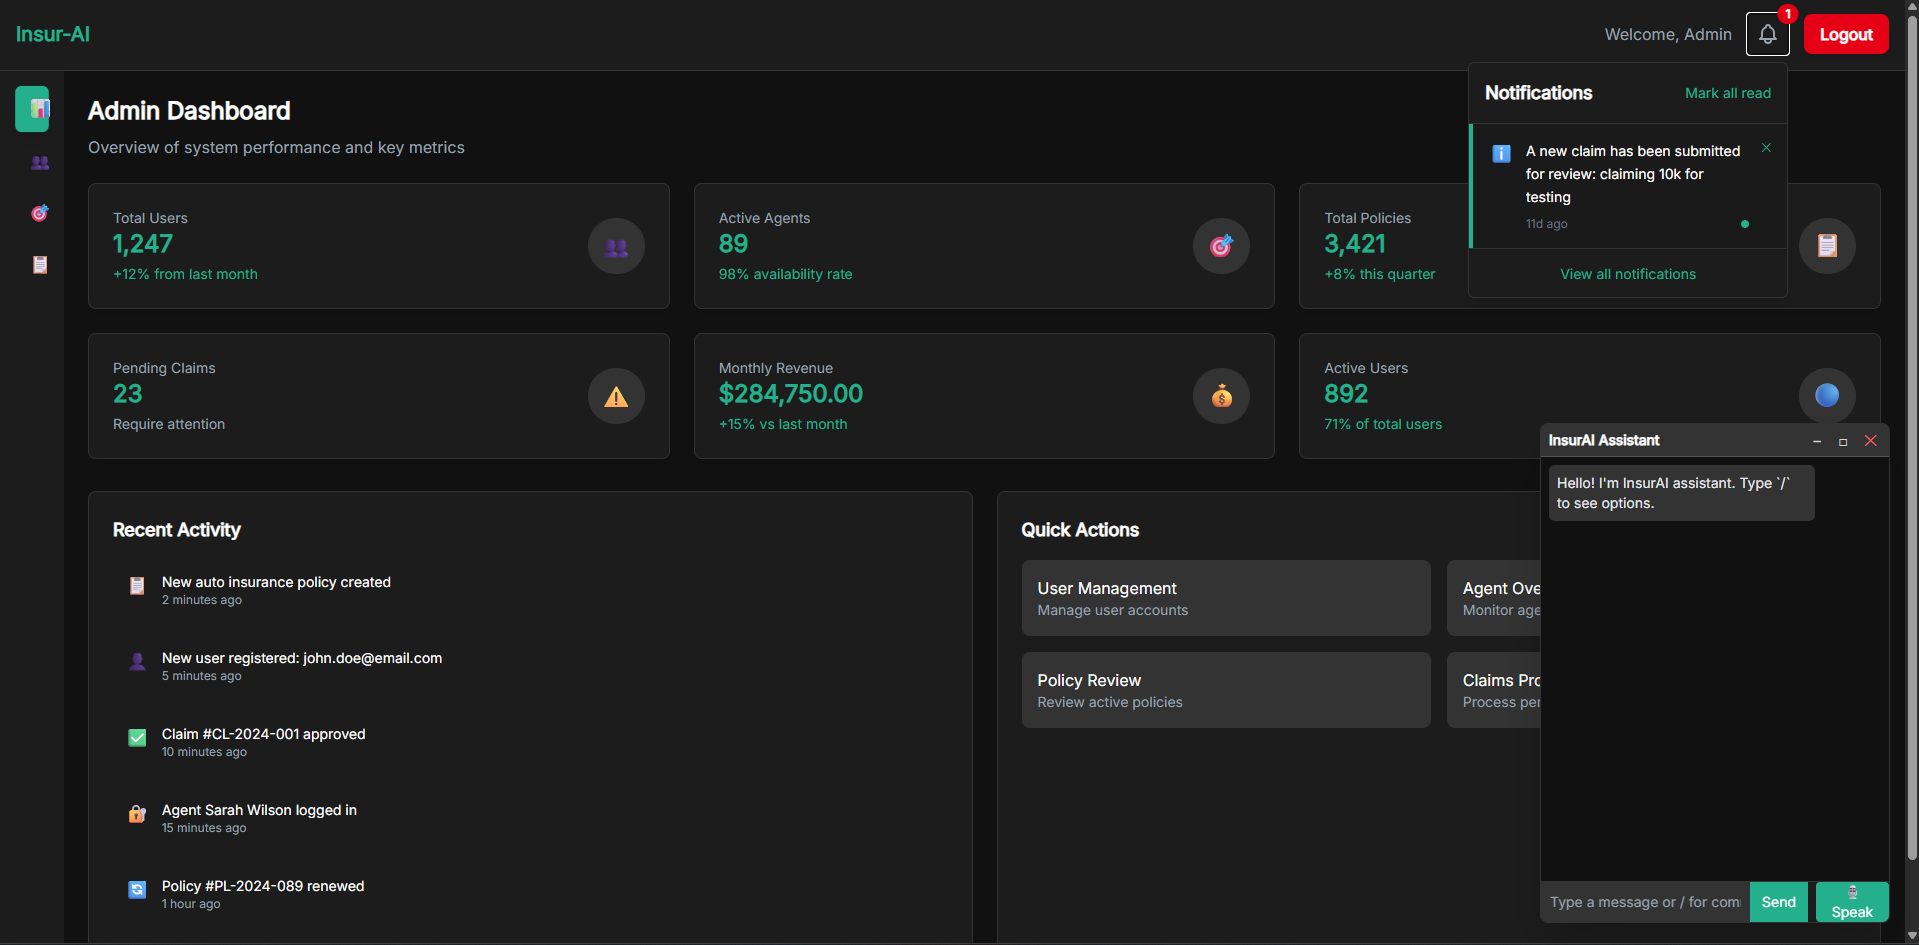 Insur-AI
Welcome, Admin
1
Logout
Notifications
Mark all read
A new claim has been submitted
for review: claiming 10k for
testing
11d ago
View all notifications
Admin Dashboard
Overview of system performance and key metrics
Total Users
1,247
+12% from last month
Active Agents
89
98% availability rate
Total Policies
3,421
+8% this quarter
Pending Claims
23
Require attention
Monthly Revenue
$284,750.00
+15% vs last month
Active Users
892
71% of total users
Recent Activity
New auto insurance policy created
2 minutes ago
New user registered: john.doe@email.com
5 minutes ago
Claim #CL-2024-001 approved
10 minutes ago
Agent Sarah Wilson logged in
15 minutes ago
Policy #PL-2024-089 renewed
1 hour ago
Quick Actions
User Management
Manage user accounts
Agent Ove
Monitor age
Policy Review
Review active policies
Claims Pro
Process per
InsurAI Assistant
Hello! I'm InsurAI assistant. Type `/`
to see options.
Type a message or / for com
Send
Speak